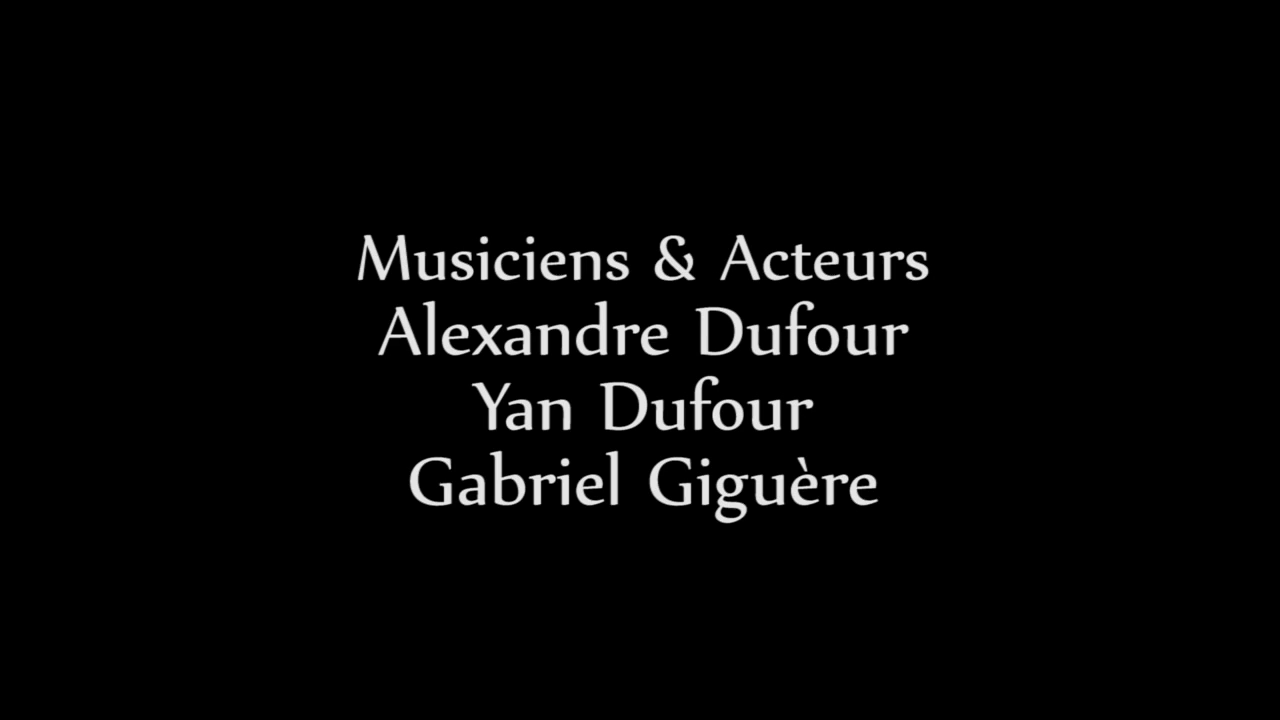 Musiciens & Acteurs
Alexandre Dufour
Yan Dufour
Gabriel Giguère